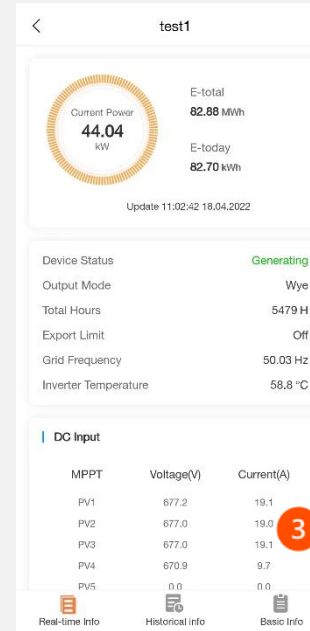 test1
Current Power
44.04
kW
E-total
82.88 MWh
E-today
82.70 kWh
Update 11:02:42 18.04.2022
Device Status Generating
Output Mode Wye
Total Hours 5479 H
Export Limit Off
Grid Frequency 50.03 Hz
Inverter Temperature 58.8 °C
DC Input
MPPT Voltage(V) Current(A)
PV1 677.2 19.1
PV2 677.0 19.0
3
PV3 677.0 19.1
PV4 670.9 9.7
PV5 0.0 0.0
Real-time Info Historical info Basic Info